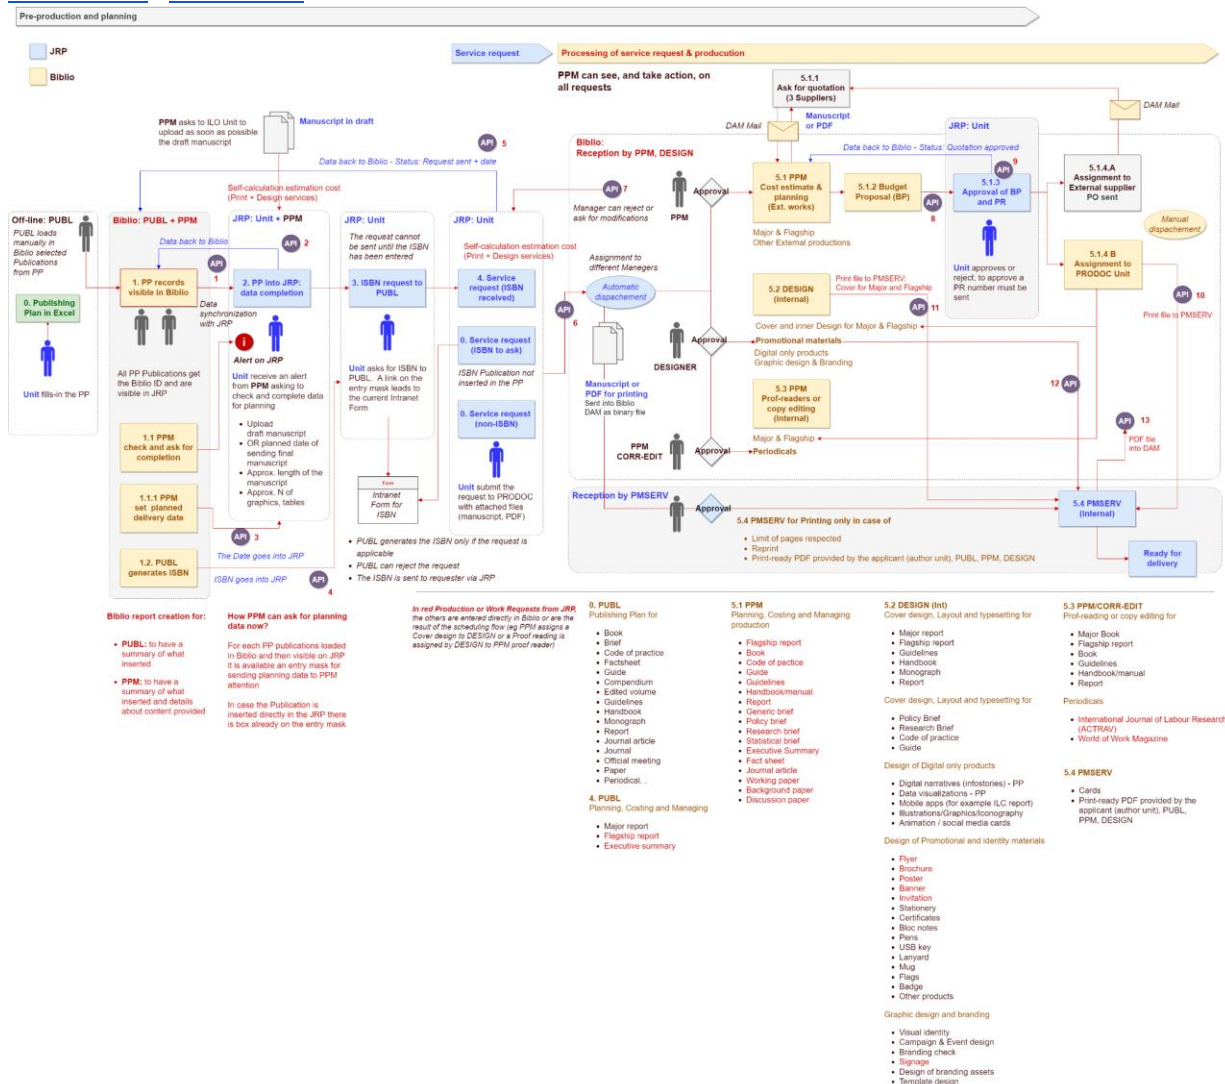 Pre-production and planning
JRP
Biblio
Service request
Processing of service request & producution
PPM can see, and take action, on
all requests
PPM asks to ILO Unit to
upload as soon as possible
the draft manuscript
Manuscript in draft
API 5
Data back to Biblio - Status: Request sent + date
Self-calculation estimation cost
(Print + Design services)
Off-line: PUBL
PUBL loads
manually in
Biblio selected
Publications
from PP
0. Publishing
Plan in Excel
Unit fills-in the PP
Biblio: PUBL + PPM
Data back to Biblio
1. PP records
visible in Biblio
API
1
Data
synchronization
with JRP
All PP Publications get
the Biblio ID and are
visible in JRP
1.1 PPM
check and ask for
completion
1.1.1 PPM
set planned
delivery date
1.2. PUBL
generates ISBN
JRP: Unit + PPM
API 2
2. PP into JRP:
data completion
Alert on JRP
Unit receive an alert
from PPM asking to
check and complete data
for planning
• Upload
draft manuscript
• OR planned date of
sending final
manuscript
• Approx. length of the
manuscript
• Approx. N of
graphics, tables
API 3
The Date goes into JRP
ISBN goes into JRP
API
4
JRP: Unit
The request cannot
be sent until the ISBN
has been entered
3. ISBN request to
PUBL
Unit asks for ISBN to
PUBL. A link on the
entry mask leads to
the current Intranet
Form
Form
Intranet
Form for
ISBN
• PUBL generates the ISBN only if the request is
applicable
• PUBL can reject the request
• The ISBN is sent to requester via JRP
JRP: Unit
Self-calculation estimation cost
(Print + Design services)
4. Service
request (ISBN
received)
0. Service request
(ISBN to ask)
ISBN Publication not
inserted in the PP
0. Service request
(non-ISBN)
Unit submit the
request to PRODOC
with attached files
(manuscript, PDF)
API
6
API 7
Manager can reject or
ask for modifications
Assignment to
different Manegers
Automatic
dispachement
Manuscript or
PDF for printing
Sent into Biblio
DAM as binary file
Biblio:
Reception by PPM, DESIGN
DAM Mail
5.1.1
Ask for quotation
(3 Suppliers)
Manuscript
or PDF
DAM Mail
Data back to Biblio - Status: Quotation approved
PPM
Approval
5.1 PPM
Cost estimate &
planning
(Ext. works)
Major & Flagship
Other External productions
5.1.2 Budget
Proposal (BP)
API
8
JRP: Unit
API 9
5.1.3
Approval of BP
and PR
Unit approves or
reject, to approve a
PR number must be
sent
5.1.4.A
Assignment to
External supplier
PO sent
Manual
dispachement
5.1.4 B
Assignment to
PRODOC Unit
API 10
Print file to PMSERV
5.2 DESIGN
(internal)
Print file to PMSERV:
Cover for Major and Flagship
API
11
Cover and inner Design for Major & Flagship
DESIGNER
Approval
Promotional materials
Digital only products
Graphic design & Branding
5.3 PPM
Prof-readers or
copy editing
(Internal)
12 API
API 13
PDF file
into DAM
Major & Flagship
PPM
CORR-EDIT
Approval
Periodicals
Reception by PMSERV
Approval
5.4 PMSERV for Printing only in case of
• Limit of pages respected
• Reprint
• Print-ready PDF provided by the applicant (author unit), PUBL, PPM, DESIGN
5.4 PMSERV
(Internal)
Ready for
delivery
Biblio report creation for:
• PUBL: to have a
summary of what
inserted
• PPM: to have a
summary of what
inserted and details
about content provided
How PPM can ask for planning
data now?
For each PP publications loaded
in Biblio and then visible on JRP
it is avaliable an entry mask for
sending planning data to PPM
attention
In case the Publication is
inserted directly in the JRP there
is box already on the entry mask
In red Production or Work Requests from JRP,
the others are entered directly in Biblio or are the
result of the scheduling flow (eg PPM assigns a
Cover design to DESIGN or a Proof reading is
assigned by DESIGN to PPM proof reader)
0. PUBL
Publishing Plan for
• Book
• Brief
• Code of practice
• Factsheet
• Guide
• Compendium
• Edited volume
• Guidelines
• Handbook
• Monograph
• Report
• Journal article
• Journal
• Official meeting
• Paper
• Periodical. .
4. PUBL
Planning, Costing and Managing
• Major report
• Flagship report
• Executive summary
5.1 PPM
Planning, Costing and Managing
production
• Flagship report
• Book
• Code of pactice
• Guide
• Guidelines
• Handbook/manual
• Report
• Generic brief
• Policy brief
• Research brief
• Statistical brief
• Executive Summary
• Fact sheet
• Journal article
• Working paper
• Background paper
• Discussion paper
5.2 DESIGN (Int)
Cover design, Layout and typesetting for
• Major report
• Flagship report
• Guidelines
• Handbook
• Monograph
• Report
Cover design, Layout and typesetting for
• Policy Brief
• Research Brief
• Code of practice
• Guide
Design of Digital only products
• Digital narratives (infostories) - PP
• Data visualizations - PP
• Mobile apps (for example ILC report)
• Illustrations/Graphics/Iconography
• Animation / social media cards
Design of Promotional and identity materials
• Flyer
• Brochure
• Poster
• Banner
• Invitation
• Stationery
• Certificates
• Bloc notes
• Pens
• USB key
• Lanyard
• Mug
• Flags
• Badge
• Other products
Graphic design and branding
• Visual identity
• Campaign & Event design
• Branding check
• Signage
• Design of branding assets
• Template design
5.3 PPM/CORR-EDIT
Prof-reading or copy editing for
• Major Book
• Flagship report
• Book
• Guidelines
• Handbook/manual
• Report
Periodicals
• International Journal of Labour Research
(ACTRAV)
• World of Work Magazine
5.4 PMSERV
• Cards
• Print-ready PDF provided by the
applicant (author unit), PUBL,
PPM, DESIGN